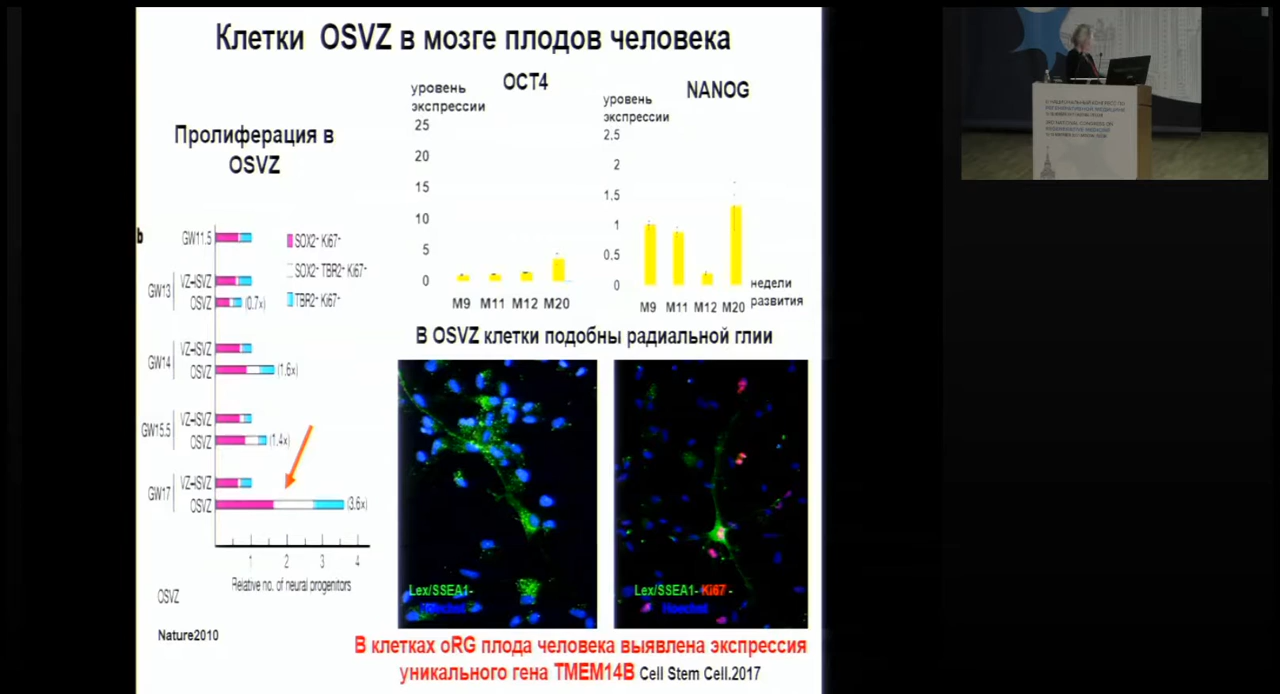 Клетки OSVZ в мозге плодов человека
Пролиферация в
OSVZ
b
GW11.5
GW13
VZ-ISVZ
OSVZ
(0.7x)
GW14
VZ-ISVZ
OSVZ
(1.6x)
GW15.5
VZ-ISVZ
OSVZ
(1.4x)
GW17
VZ-ISVZ
OSVZ
(3.6x)
SOX2+ Ki67+
SOX2+ TBR2+ Ki67+
TBR2+ Ki67+
1 2 3 4
Relative no. of neural progenitors
OSVZ
Nature2010
уровень
экспрессии
OCT4
25
20
15
10
5
0
M9 M11 M12 M20
уровень
экспрессии
NANOG
2.5
2
1.5
1
0.5
0
M9 M11 M12 M20
недели
развития
В OSVZ клетки подобны радиальной глии
Lex/SSEA1-
Hoechst
Lex/SSEA1- Ki67 -
Hoechst
В клетках oRG плода человека выявлена экспрессия
уникального гена TMEM14B Cell Stem Cell.2017